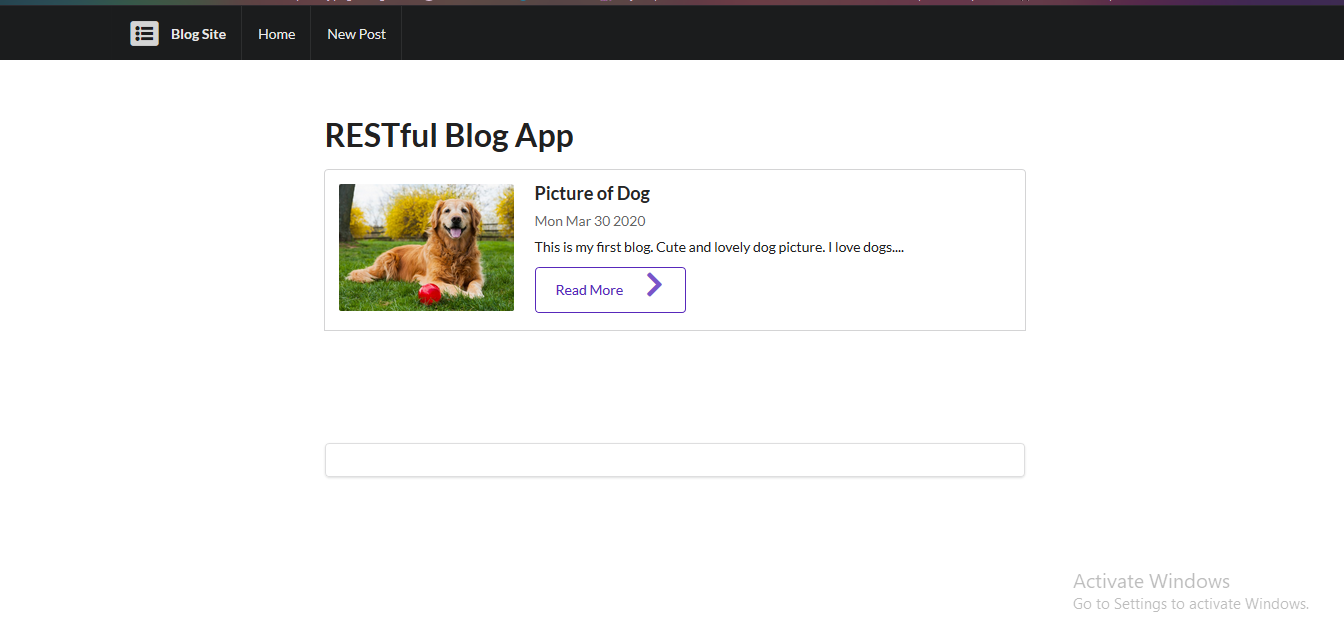 Blog Site
Home
New Post
RESTful Blog App
Picture of Dog
Mon Mar 30 2020
This is my first blog. Cute and lovely dog picture. I love dogs....
Read More
Activate Windows
Go to Settings to activate Windows.